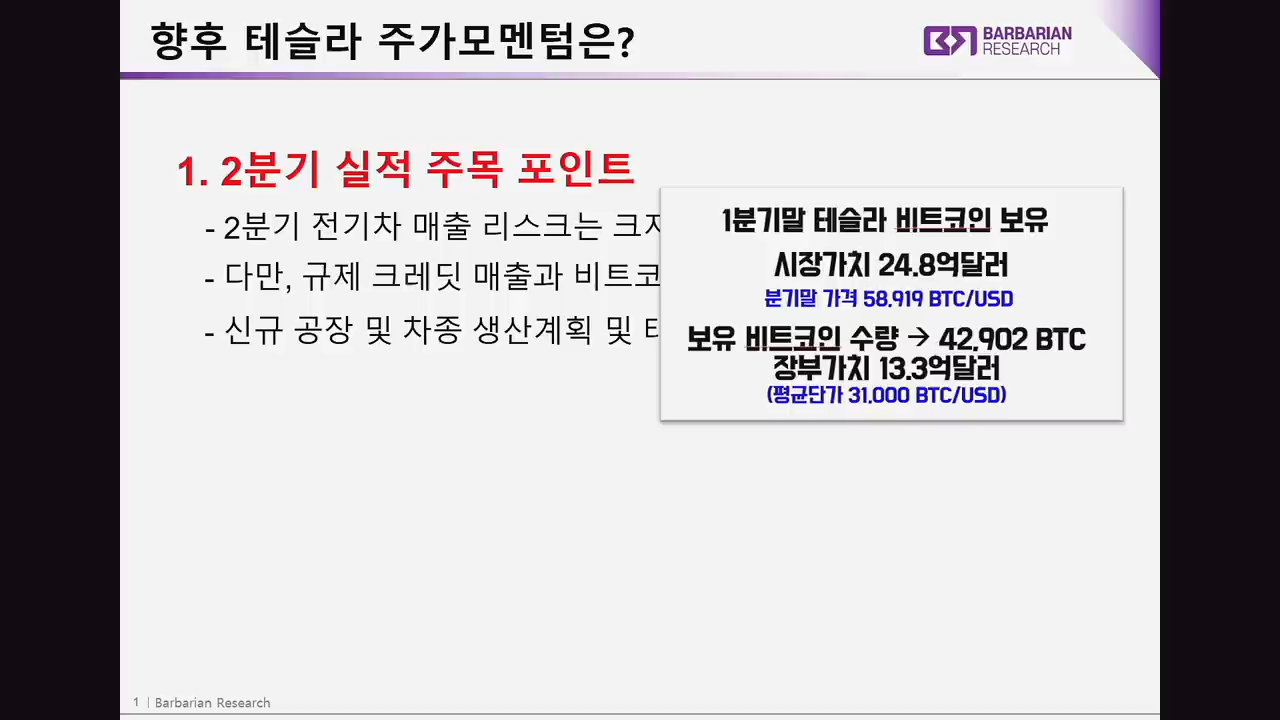 향후 테슬라 주가모멘텀은?
BARBARIAN
RESEARCH
1. 2분기 실적 주목 포인트
- 2분기 전기차 매출 리스크는
- 다만, 규제 크레딧 매출과
- 신규 공장 및 차종 생산계획 및
1분기말 테슬라 비트코인 보유
시장가치 24.8억달러
분기말 가격 58,919 BTC/USD
보유 비트코인 수량 → 42,902 BTC
장부가치 13.3억달러
(평균단가 31,000 BTC/USD)
1 | Barbarian Research